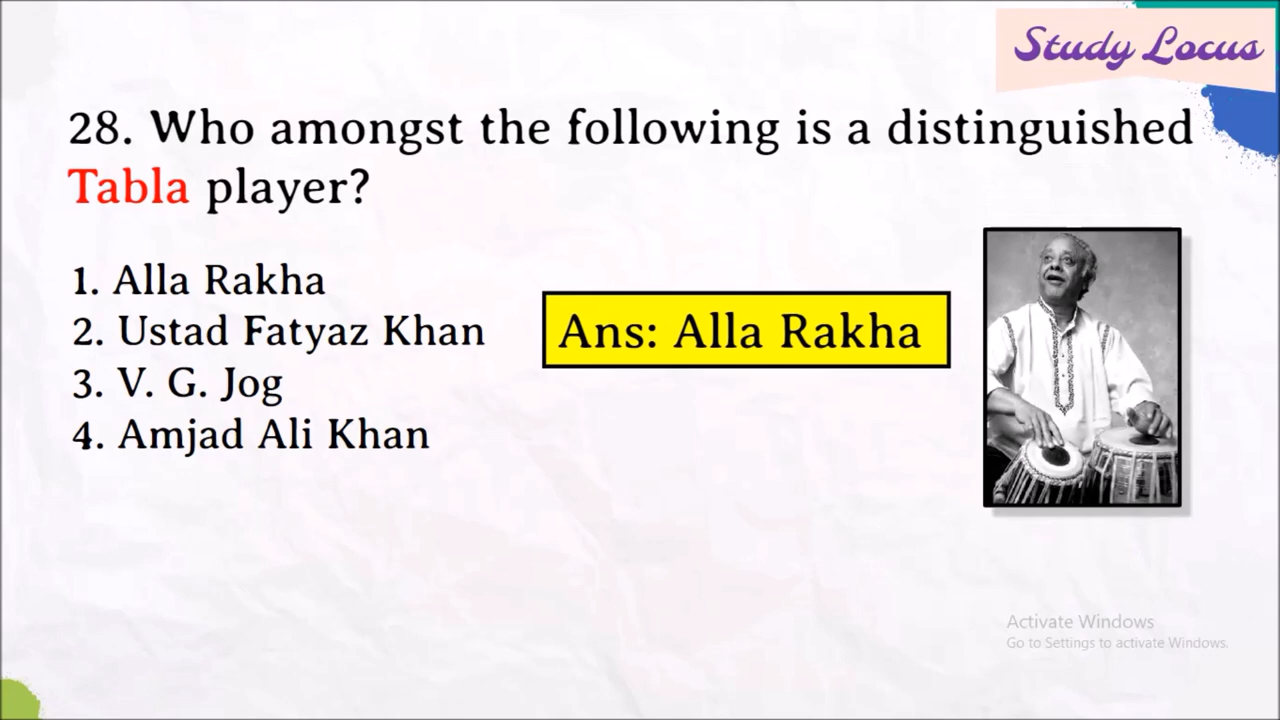 Study Locus
28. Who amongst the following is a distinguished
Tabla player?
1. Alla Rakha
2. Ustad Fatyaz Khan
3. V. G. Jog
4. Amjad Ali Khan
Ans: Alla Rakha
Activate Windows
Go to Settings to activate Windows.